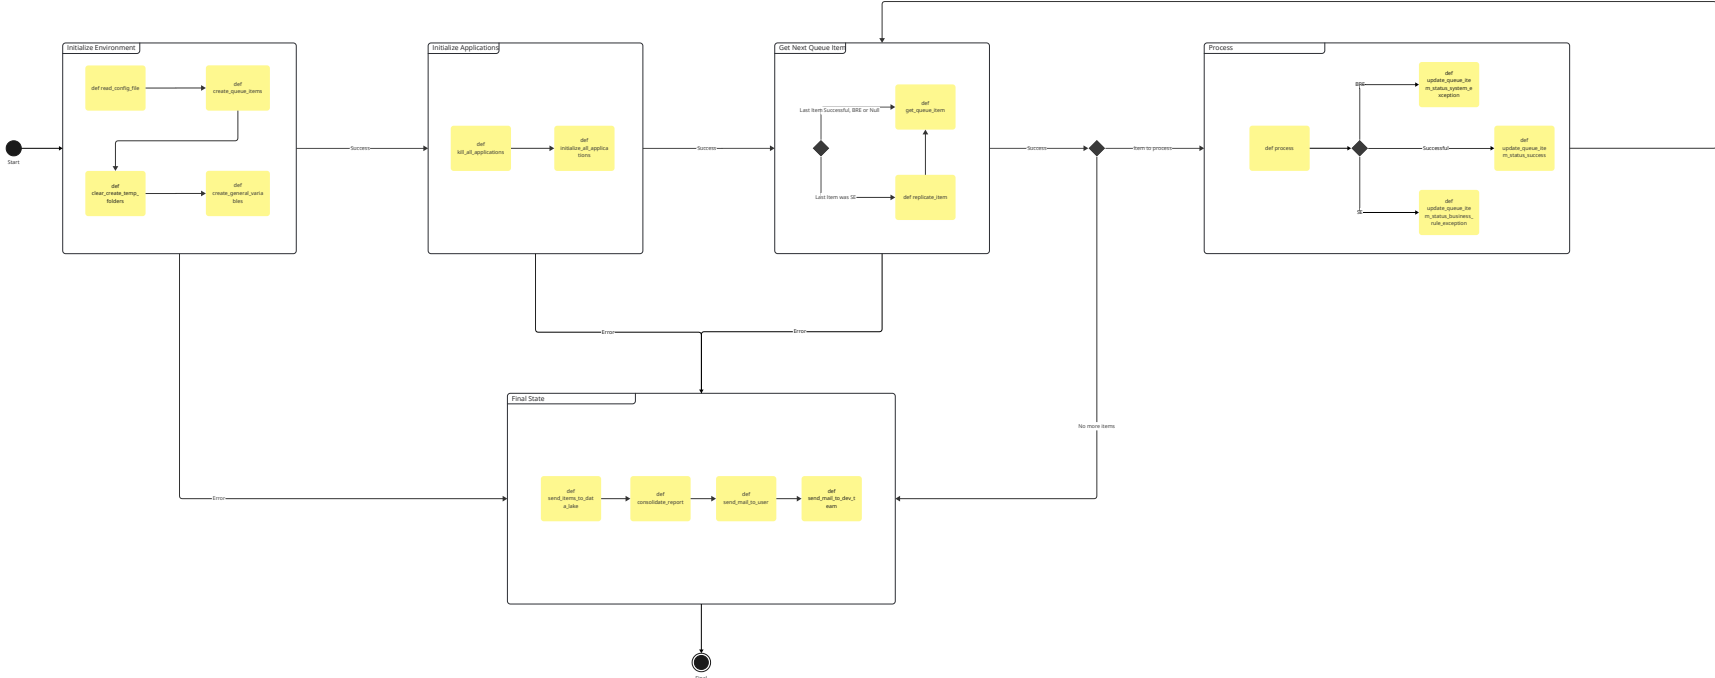 Initialize Environment
def read_config_file
def
create_queue_items
def
clear_create_temp_
folders
def
create_general_varia
bles
Start
Success
Initialize Applications
def
kill_all_applications
def
initialize_all_applica
tions
Success
Get Next Queue Item
Last Item Successful, BRE or Null
def
get_queue_item
Last Item was SE
def replicate_item
Success
Item to process
Process
def process
BRE
def
update_queue_ite
m_status_system_e
xception
Successful
def
update_queue_ite
m_status_success
SE
def
update_queue_ite
m_status_business_
rule_exception
Error
Error
Error
No more items
Final State
def
send_items_to_dat
a_lake
def
consolidate_report
def
send_mail_to_user
def
send_mail_to_dev_t
eam